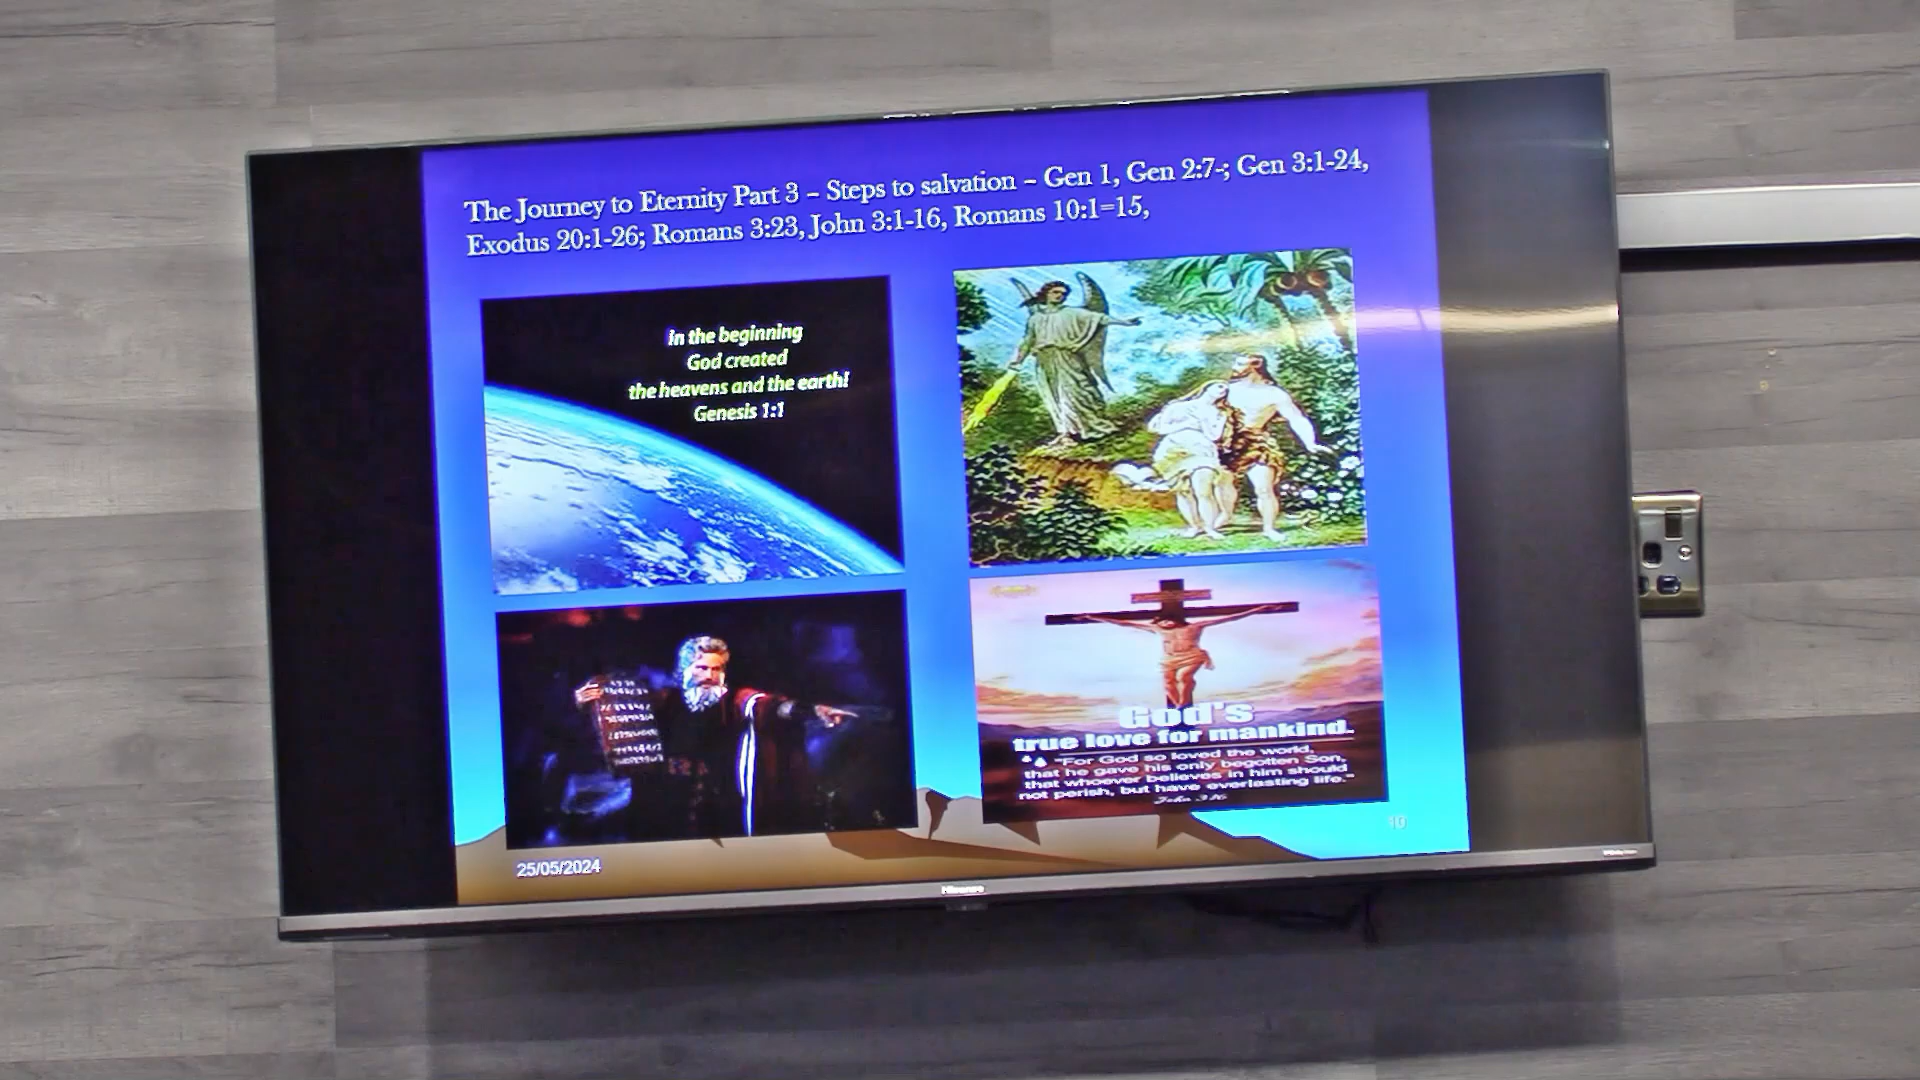 The Journey to Eternity Part 3 – Steps to salvation – Gen 1, Gen 2:7-; Gen 3:1-24,
Exodus 20:1-26; Romans 3:23, John 3:1-16, Romans 10:1=15,
in the beginning
God created
the heavens and the earth!
Genesis 1:1
God's
true love for mankind.
"For God so loved the world,
that he gave his only begotten Son,
that whoever believes in him should
not perish, but have everlasting life."
John 3:16
25/05/2024
10
Hisense